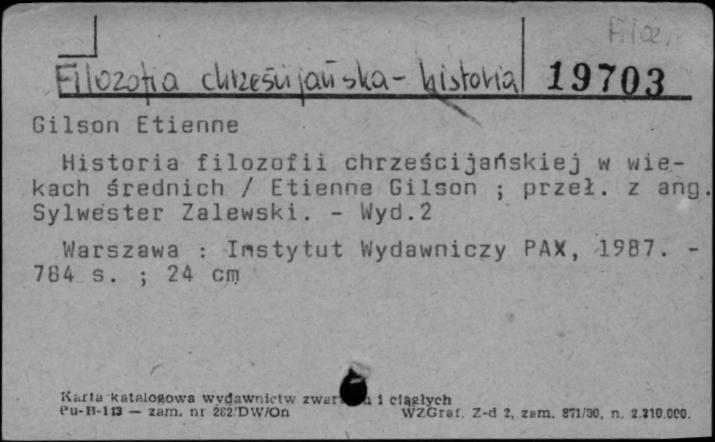 Filoz.
Filozofia chrześcijańska - historia 19703
Gilson Etienne
Historia filozofii chrześcijańskiej w wie-
kach średnich / Etienne Gilson ; przeł. z ang.
Sylwester Zalewski. - Wyd.2
Warszawa : Instytut Wydawniczy PAX, 1987. -
784 s. ; 24 cm
Karta katalogowa wydawnictw i ciągłych
Pu-B-113 — zam. nr 262/DW/On WZGraf. Z-d 2, zam. 871/80, n. 2.310.000.